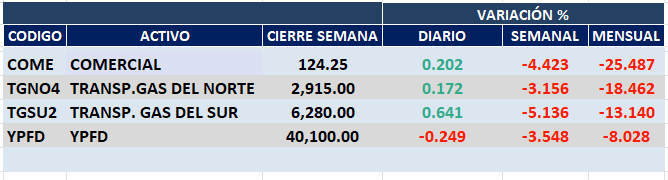 VARIACIÓN %
CODIGO ACTIVO CIERRE SEMANA DIARIO SEMANAL MENSUAL
COME COMERCIAL 124.25 0.202 -4.423 -25.487
TGNO4 TRANSP.GAS DEL NORTE 2,915.00 0.172 -3.156 -18.462
TGSU2 TRANSP. GAS DEL SUR 6,280.00 0.641 -5.136 -13.140
YPFD YPFD 40,100.00 -0.249 -3.548 -8.028